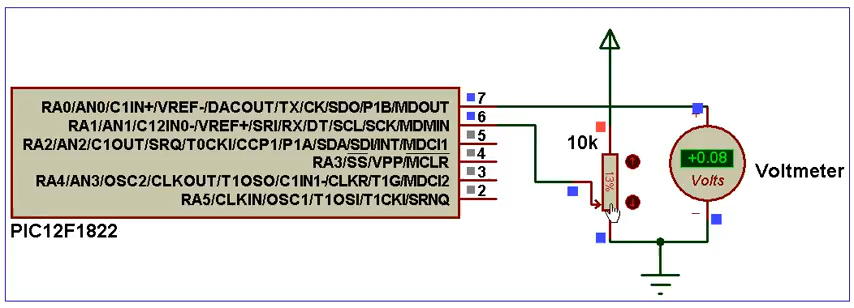 RA0/AN0/C1IN+/VREF-/DACOUT/TX/CK/SDO/P1B/MDOUT 7
RA1/AN1/C12IN0-/VREF+/SRI/RX/DT/SCL/SCK/MDMIN 6
RA2/AN2/C1OUT/SRQ/T0CKI/CCP1/P1A/SDA/SDI/INT/MDCI1 5
RA3/SS/VPP/MCLR 4
RA4/AN3/OSC2/CLKOUT/T1OSO/C1IN1-/CLKR/T1G/MDCI2 3
RA5/CLKIN/OSC1/T1OSI/T1CKI/SRNQ 2
PIC12F1822
10k
13%
+0.08
Volts
Voltmeter